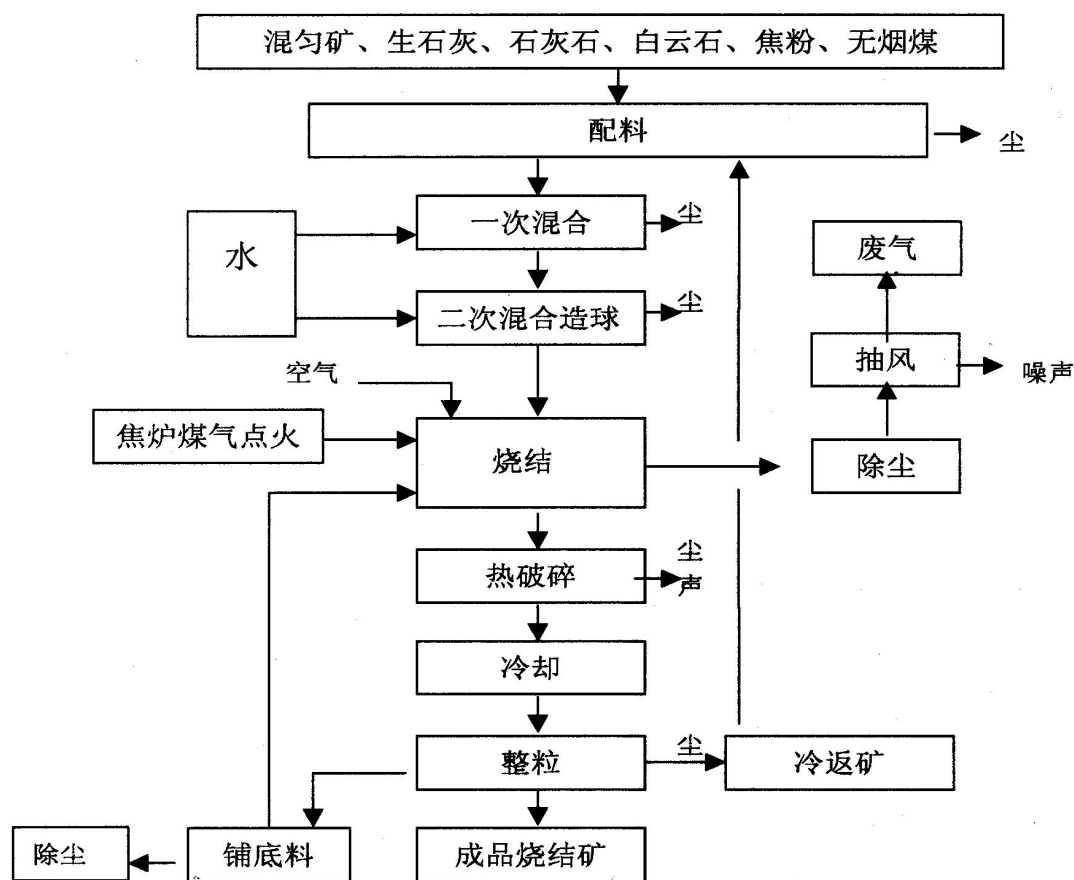 混匀矿、生石灰、石灰石、白云石、焦粉、无烟煤
配料
尘
一次混合
尘
水
废气
二次混合造球
尘
抽风
噪声
空气
焦炉煤气点火
烧结
除尘
热破碎
尘
声
冷却
整粒
尘
冷返矿
除尘
铺底料
成品烧结矿